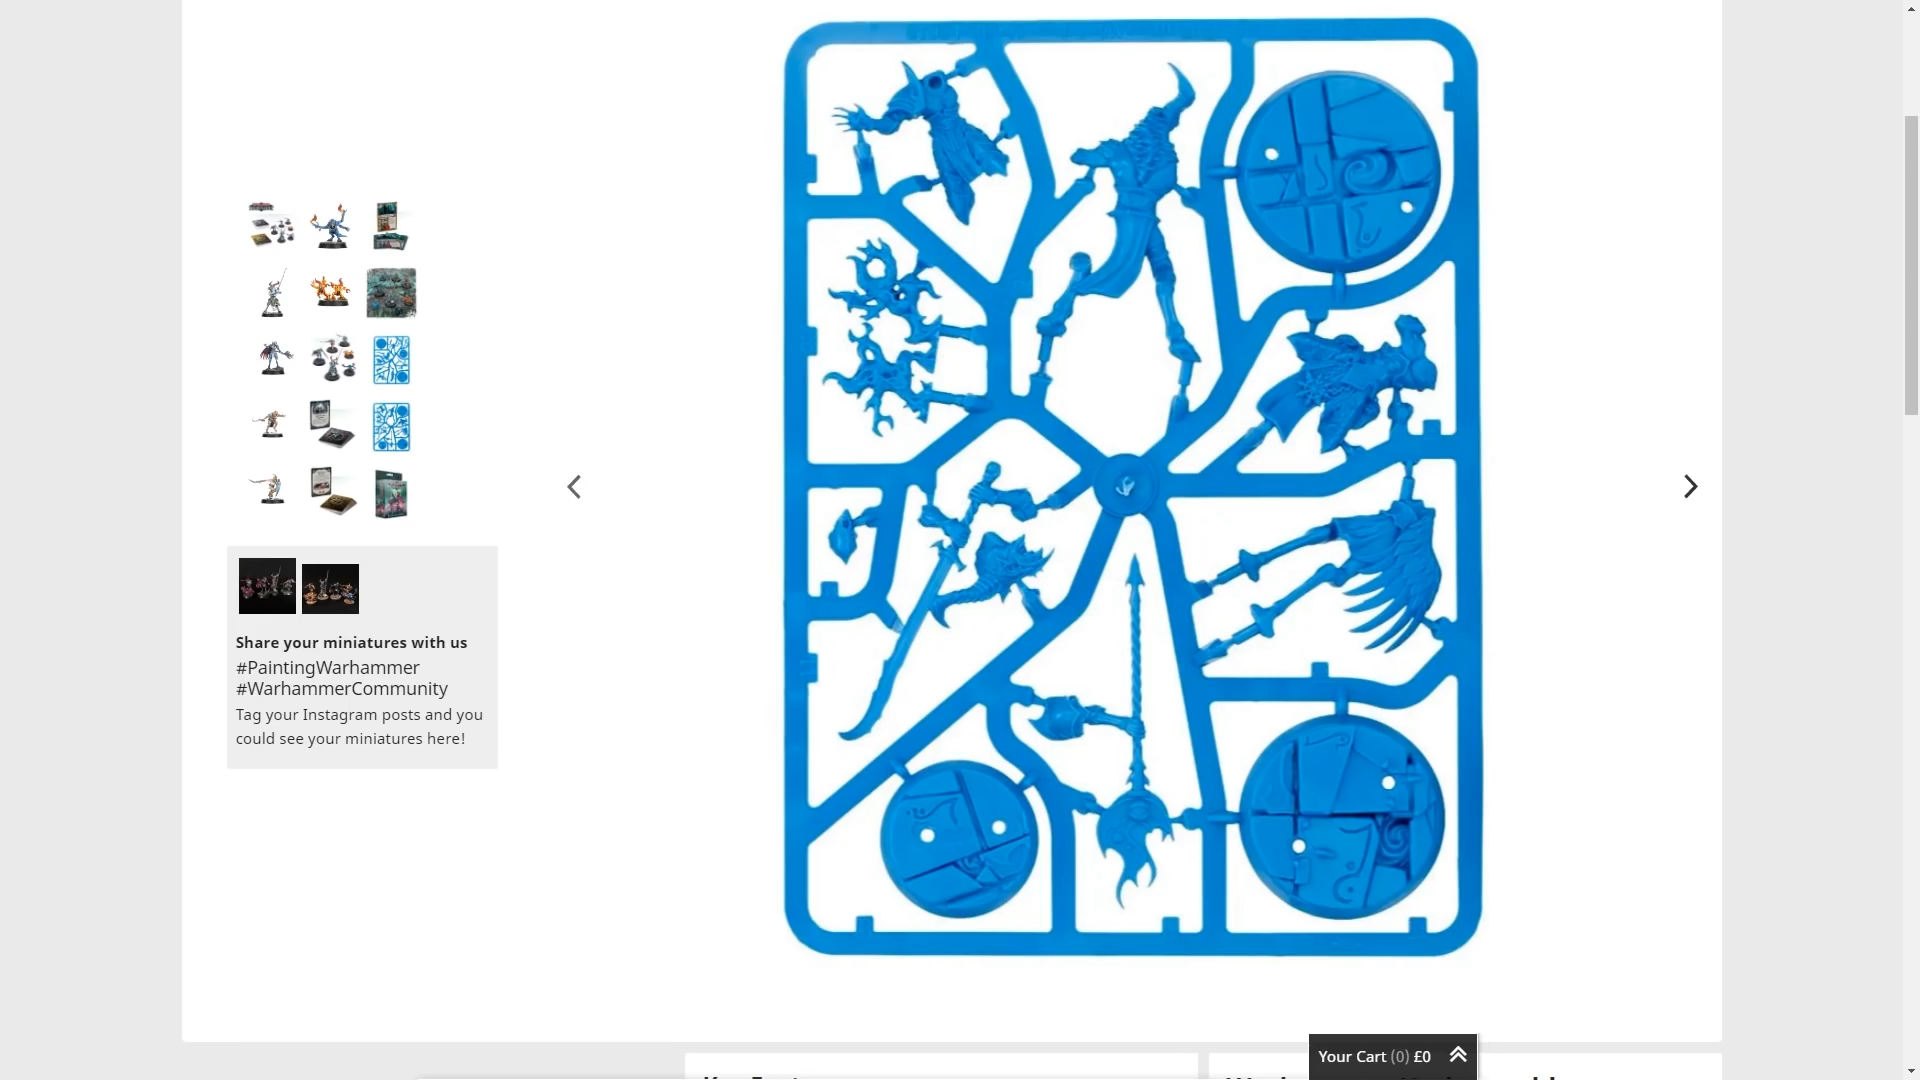 Share your miniatures with us
#PaintingWarhammer
#WarhammerCommunity
Tag your Instagram posts and you
could see your miniatures here!
Your Cart (0) £0